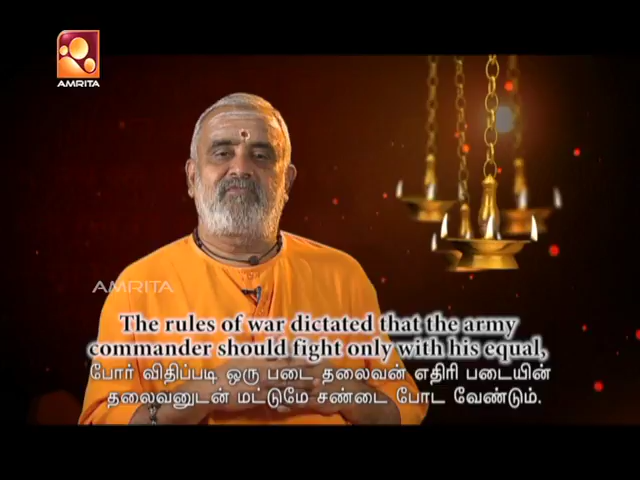 AMRITA
AMRITA
The rules of war dictated that the army
commander should fight only with his equal,
போர் விதிப்படி ஒரு படை தலைவன் எதிரி படையின்
தலைவனுடன் மட்டுமே சண்டை போட வேண்டும்.